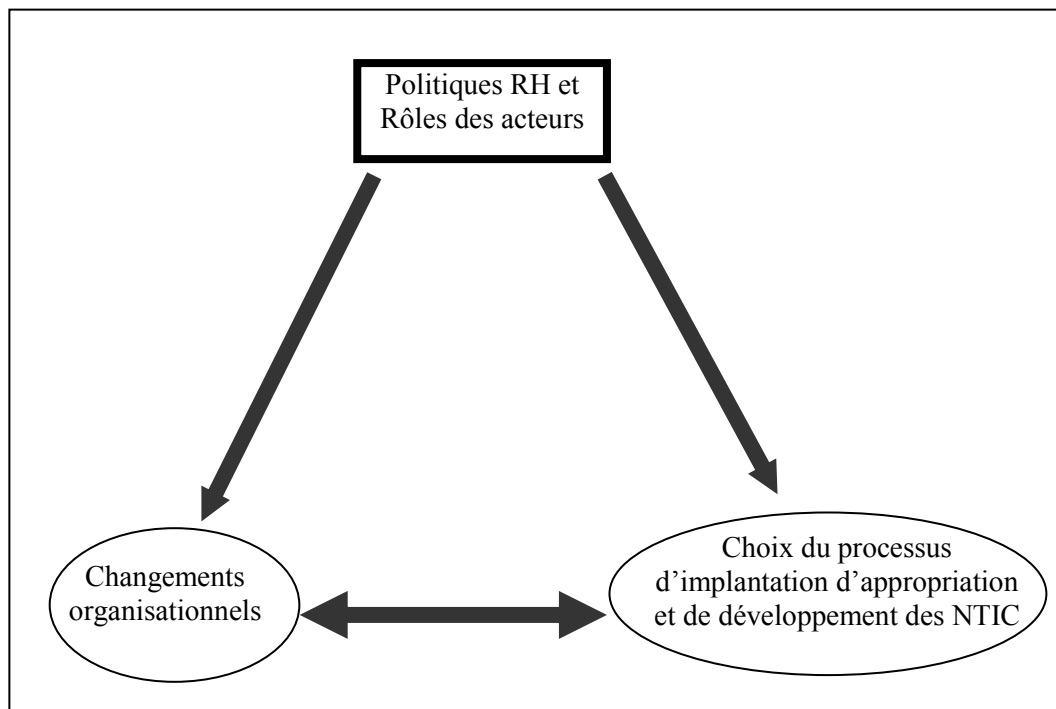 Politiques RH et
Rôles des acteurs
Changements
organisationnels
Choix du processus
d’implantation d’appropriation
et de développement des NTIC